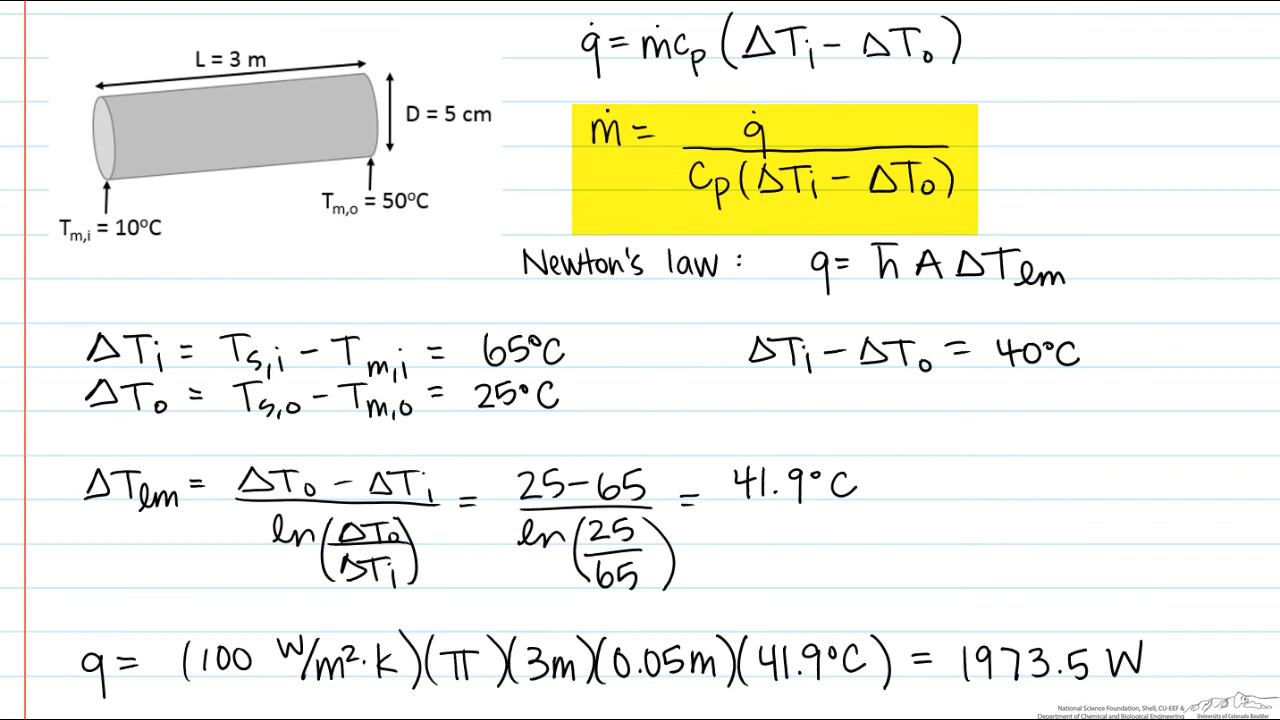 L = 3 m
D = 5 cm
T_m,i = 10°C
T_m,o = 50°C
q̇ = ṁc_p (ΔT_i − ΔT_o)
ṁ = q̇ / c_p(ΔT_i − ΔT_o)
Newton's law : q = h̄ A ΔT_lm
ΔT_i = T_s,i − T_m,i = 65°C
ΔT_i − ΔT_o = 40°C
ΔT_o = T_s,o − T_m,o = 25°C
ΔT_lm = (ΔT_o − ΔT_i) / ln(ΔT_o/ΔT_i) = (25−65) / ln(25/65) = 41.9°C
q = (100 W/m²·K)(π)(3m)(0.05m)(41.9°C) = 1973.5 W
National Science Foundation, Shell, CU-EEF &
Department of Chemical and Biological Engineering
University of Colorado Boulder